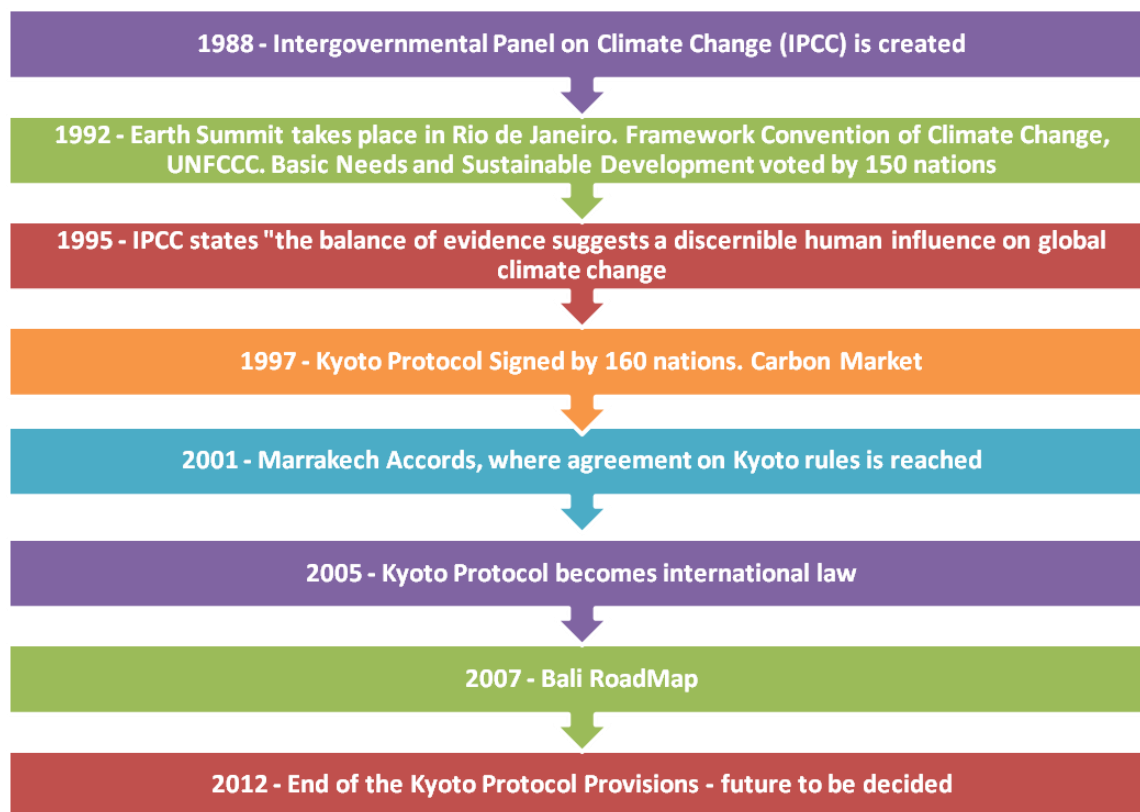 1988 - Intergovernmental Panel on Climate Change (IPCC) is created
1992 - Earth Summit takes place in Rio de Janeiro. Framework Convention of Climate Change,
UNFCCC. Basic Needs and Sustainable Development voted by 150 nations
1995 - IPCC states "the balance of evidence suggests a discernible human influence on global
climate change
1997 - Kyoto Protocol Signed by 160 nations. Carbon Market
2001 - Marrakech Accords, where agreement on Kyoto rules is reached
2005 - Kyoto Protocol becomes international law
2007 - Bali RoadMap
2012 - End of the Kyoto Protocol Provisions - future to be decided